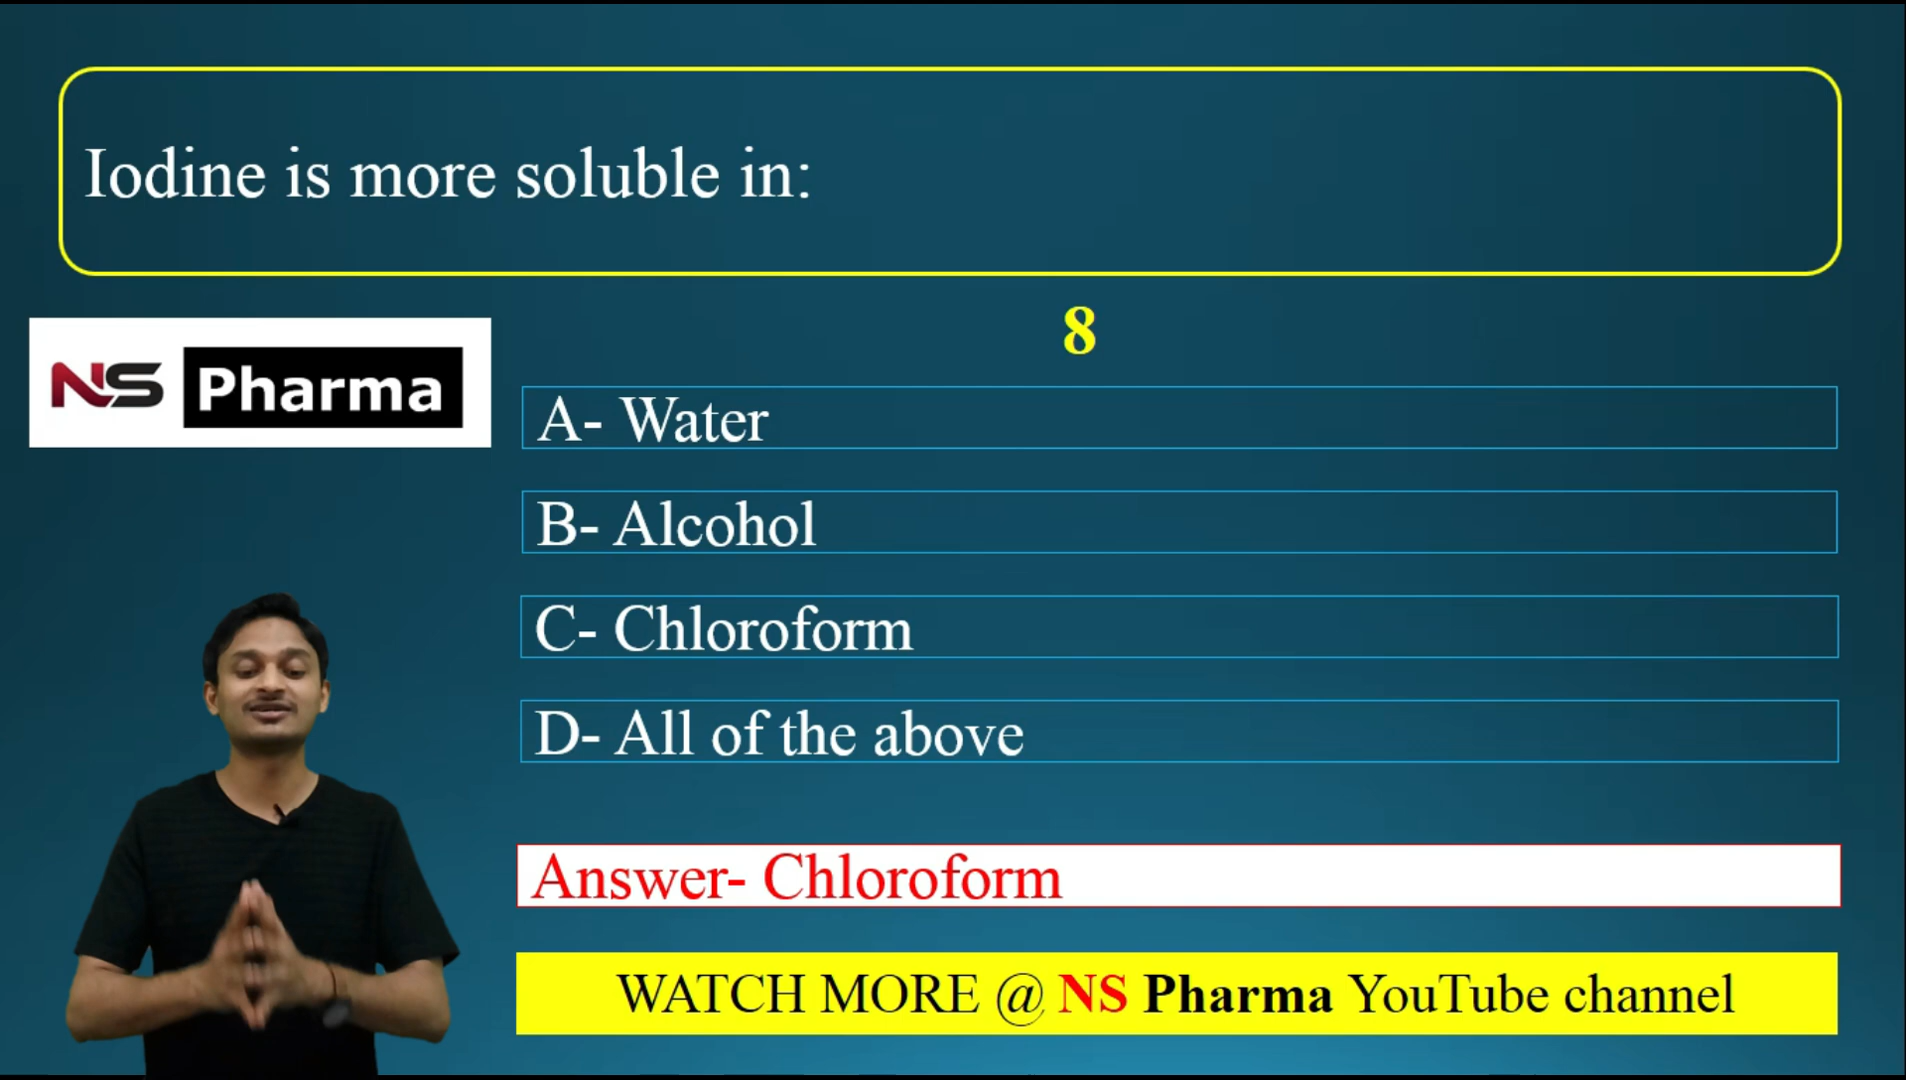 Iodine is more soluble in:
8
NS Pharma
A- Water
B- Alcohol
C- Chloroform
D- All of the above
Answer- Chloroform
WATCH MORE @ NS Pharma YouTube channel